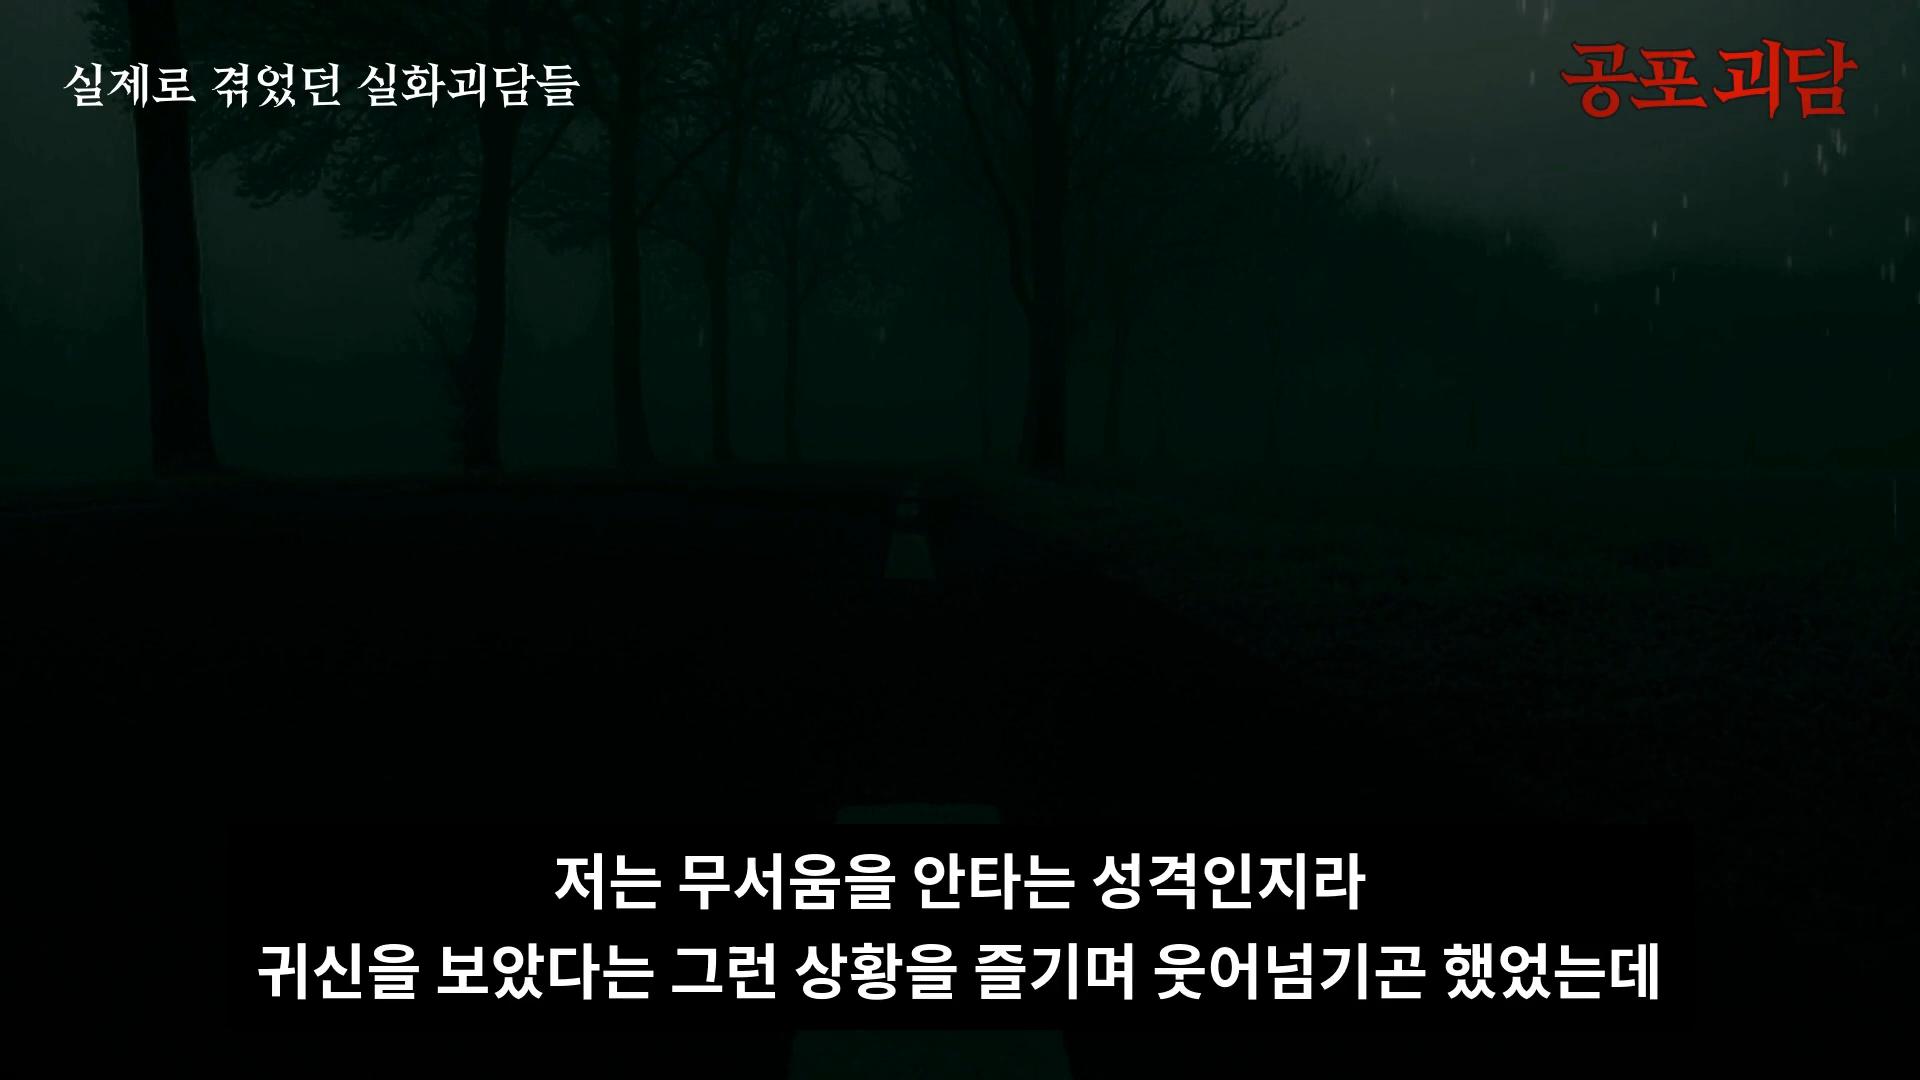 실제로 겪었던 실화괴담들
공포괴담
저는 무서움을 안타는 성격인지라
귀신을 보았다는 그런 상황을 즐기며 웃어넘기곤 했었는데